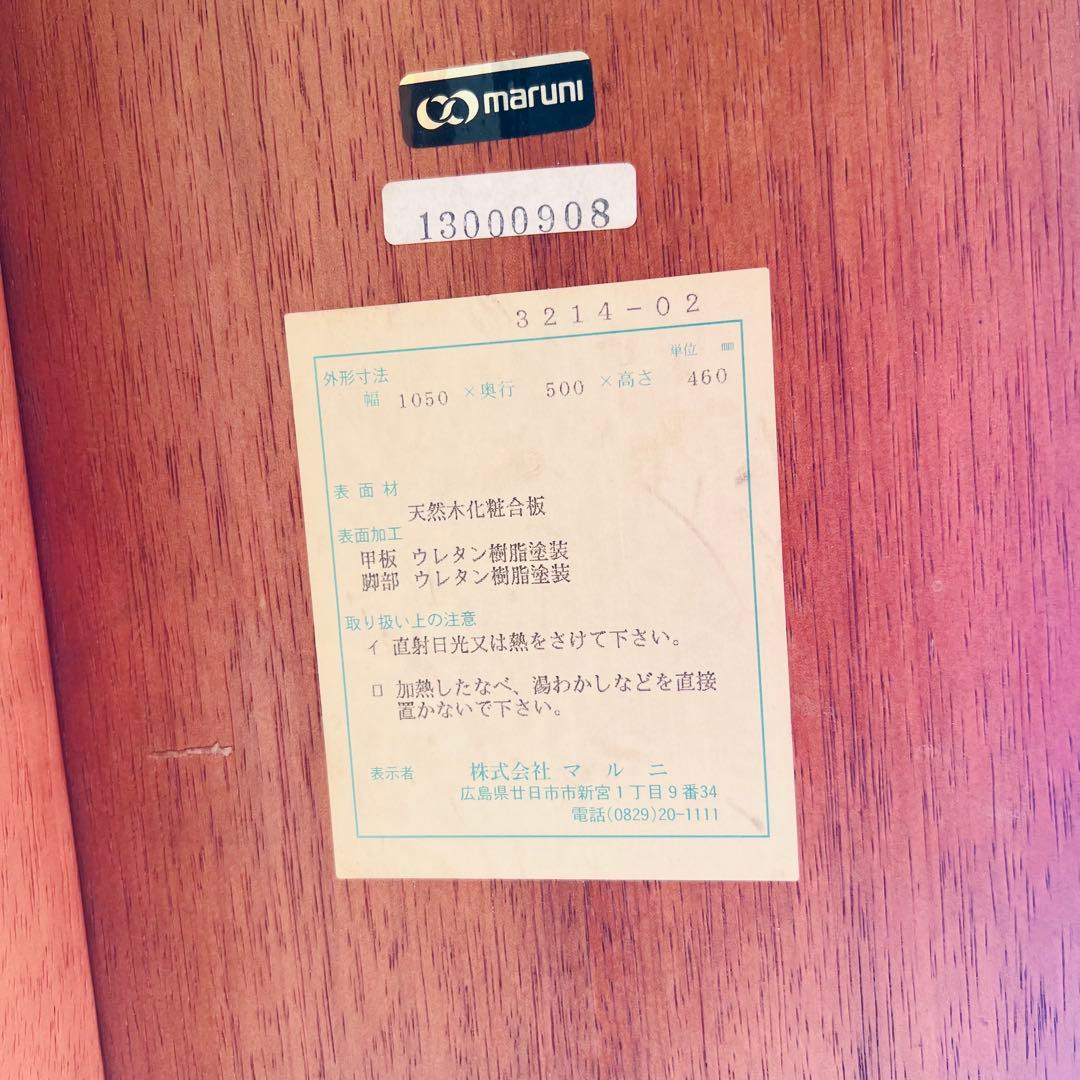 maruni
13000908
3214-02
単位 mm
外形寸法
幅 1050 ×奥行 500 ×高さ 460
表面材
天然木化粧合板
表面加工
甲板 ウレタン樹脂塗装
脚部 ウレタン樹脂塗装
取り扱い上の注意
イ 直射日光又は熱をさけて下さい。
ロ 加熱したなべ、湯わかしなどを直接
置かないで下さい。
表示者 株式会社 マルニ
広島県廿日市市新宮1丁目9番34
電話(0829)20-1111